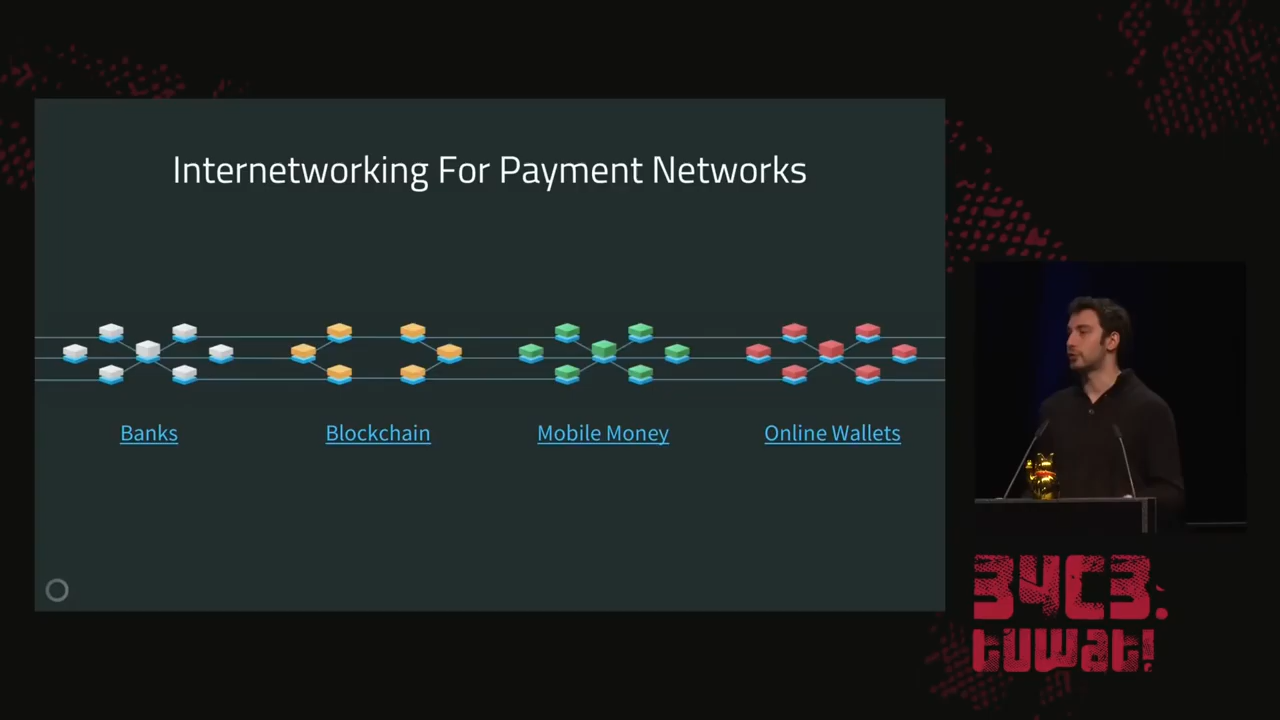 Internetworking For Payment Networks
Banks
Blockchain
Mobile Money
Online Wallets
34C3.
tuwat!